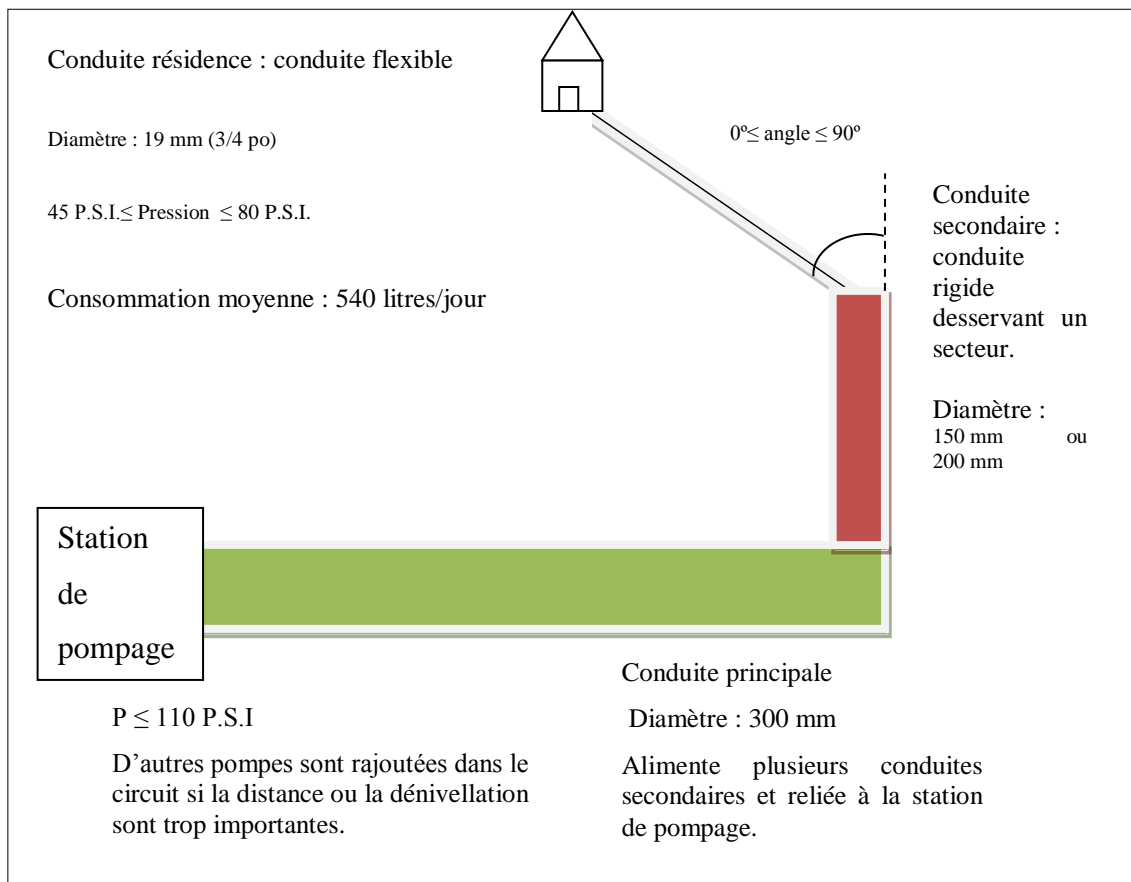 Conduite résidence : conduite flexible
Diamètre : 19 mm (3/4 po)
45 P.S.I.≤ Pression ≤ 80 P.S.I.
Consommation moyenne : 540 litres/jour
0º≤ angle ≤ 90º
Conduite
secondaire :
conduite
rigide
desservant un
secteur.
Diamètre :
150 mm ou
200 mm
Station
de
pompage
P ≤ 110 P.S.I
D’autres pompes sont rajoutées dans le
circuit si la distance ou la dénivellation
sont trop importantes.
Conduite principale
Diamètre : 300 mm
Alimente plusieurs conduites
secondaires et reliée à la station
de pompage.